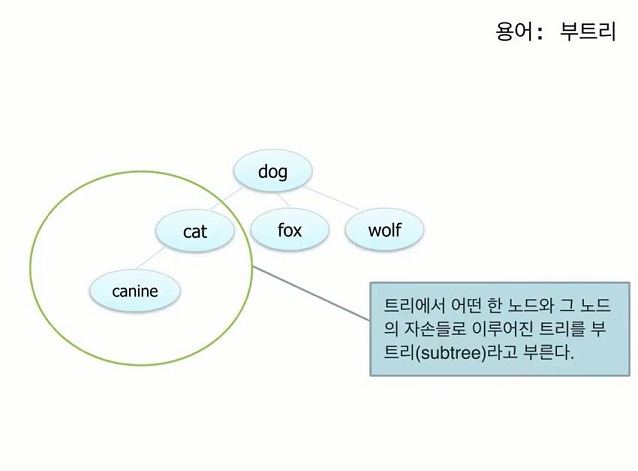 용어: 부트리
dog
cat
fox
wolf
canine
트리에서 어떤 한 노드와 그 노드
의 자손들로 이루어진 트리를 부
트리(subtree)라고 부른다.